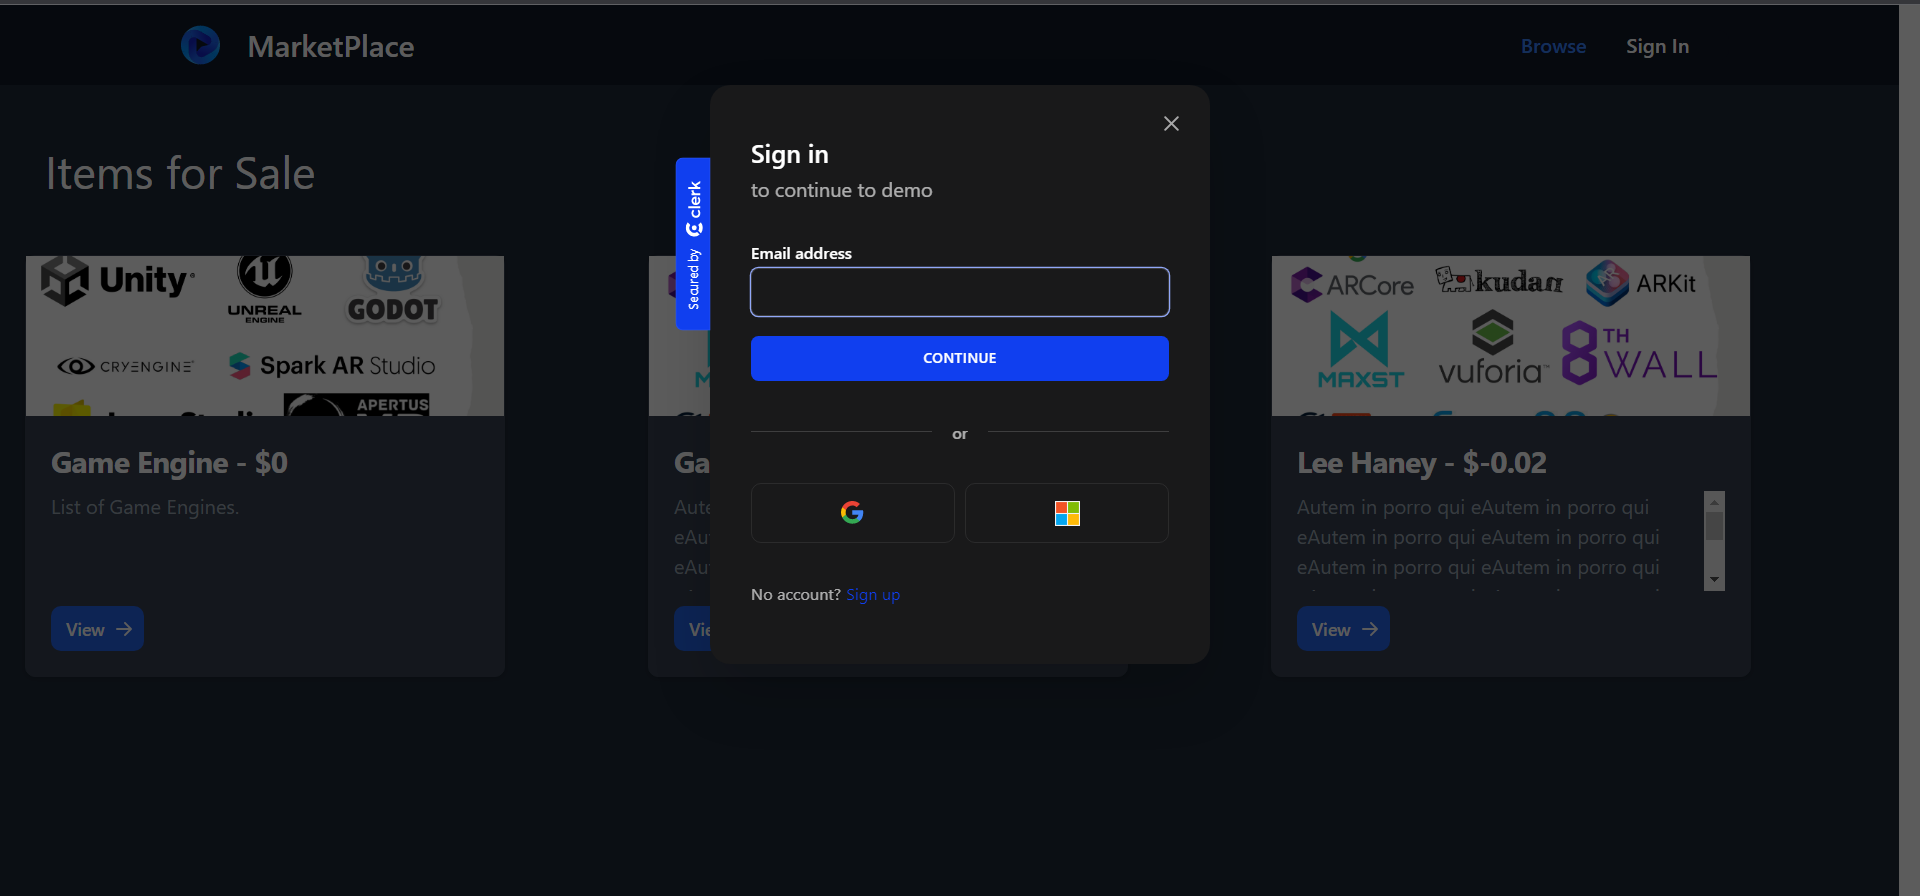 MarketPlace
Browse
Sign In
Items for Sale
Sign in
to continue to demo
Secured by clerk
Email address
CONTINUE
or
No account? Sign up
Unity
UNREAL
ENGINE
GODOT
CRYENGINE
Spark AR Studio
APERTUS
Game Engine - $0
List of Game Engines.
View
Ga
Aute
eAu
eAu
Vie
ARCore
kudan
ARKit
MAXST
vuforia™
8TH
WALL
Lee Haney - $-0.02
Autem in porro qui eAutem in porro qui
eAutem in porro qui eAutem in porro qui
eAutem in porro qui eAutem in porro qui
View